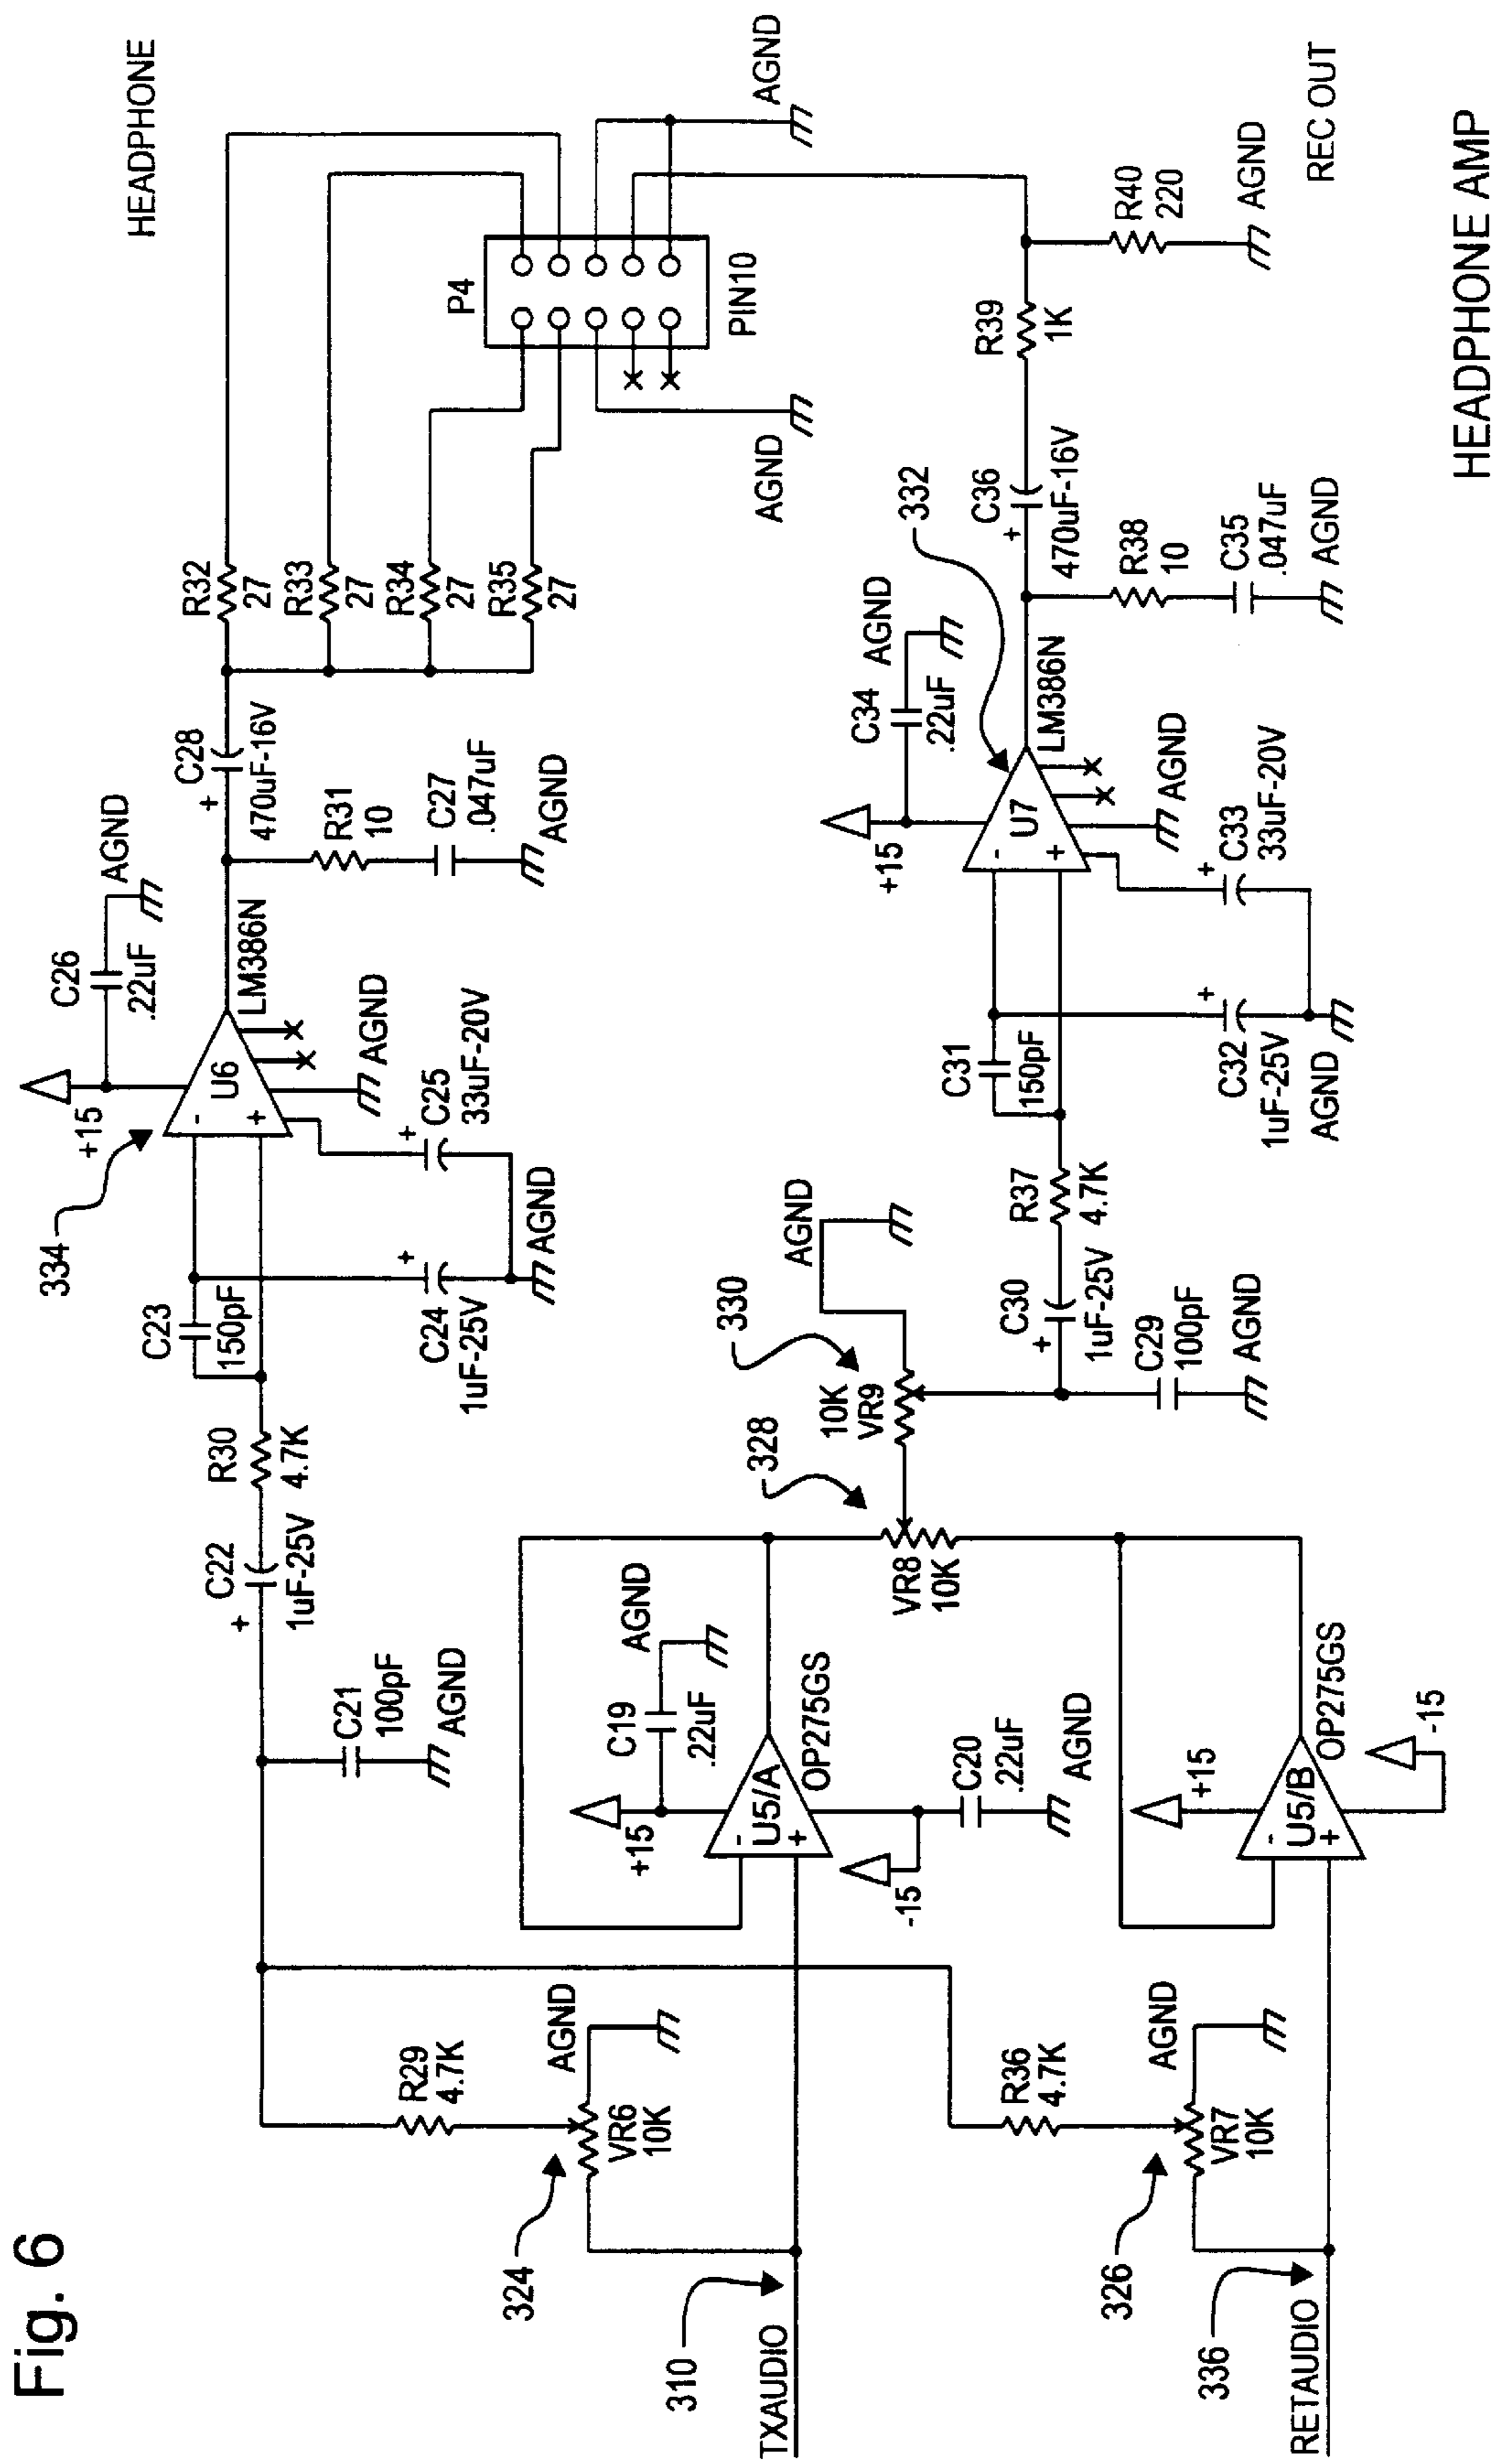 Fig. 6
HEADPHONE
334
+15
C26
.22uF
AGND
U6
-
+
LM386N
AGND
C23
150pF
C24
1uF-25V
+
C25
33uF-20V
+
AGND
C28
470uF-16V
+
R31
10
C27
.047uF
AGND
R32
27
R33
27
R34
27
R35
27
P4
PIN10
AGND
AGND
C22
1uF-25V
+
R30
4.7K
C21
100pF
AGND
R29
4.7K
AGND
VR6
10K
324
310
TXAUDIO
+15
C19
.22uF
AGND
U5/A
-
+
OP275GS
-15
C20
.22uF
AGND
VR8
10K
328
10K
VR9
330
AGND
C30
1uF-25V
+
C29
100pF
AGND
R37
4.7K
C31
150pF
C32
1uF-25V
+
AGND
C33
33uF-20V
+
+15
C34
.22uF
AGND
332
U7
-
+
LM386N
AGND
C36
470uF-16V
+
R38
10
C35
.047uF
AGND
R39
1K
R40
220
AGND
REC OUT
R36
4.7K
AGND
VR7
10K
326
336
RETAUDIO
+15
U5/B
-
+
OP275GS
-15
HEADPHONE AMP